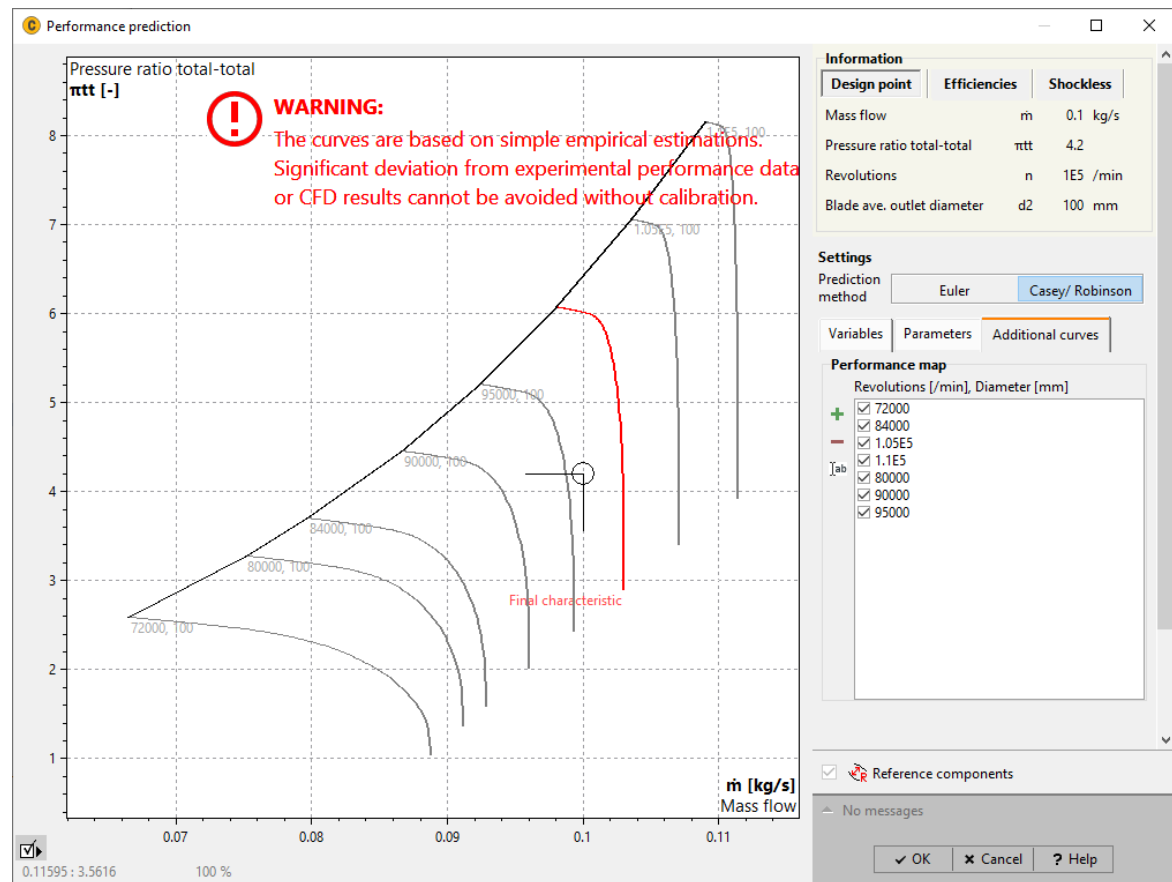 Performance prediction
Pressure ratio total-total
πtt [-]
WARNING:
The curves are based on simple empirical estimations.
Significant deviation from experimental performance data
or CFD results cannot be avoided without calibration.
8
7
6
5
4
3
2
1
1.1E5, 100
1.05E5, 100
95000, 100
90000, 100
84000, 100
80000, 100
72000, 100
Final characteristic
ṁ [kg/s]
Mass flow
0.07 0.08 0.09 0.1 0.11
0.11595 : 3.5616 100 %
Information
Design point Efficiencies Shockless
Mass flow ṁ 0.1 kg/s
Pressure ratio total-total πtt 4.2
Revolutions n 1E5 /min
Blade ave. outlet diameter d2 100 mm
Settings
Prediction
method
Euler Casey/ Robinson
Variables Parameters Additional curves
Performance map
Revolutions [/min], Diameter [mm]
72000
84000
1.05E5
1.1E5
80000
90000
95000
ab
R Reference components
No messages
OK Cancel ? Help